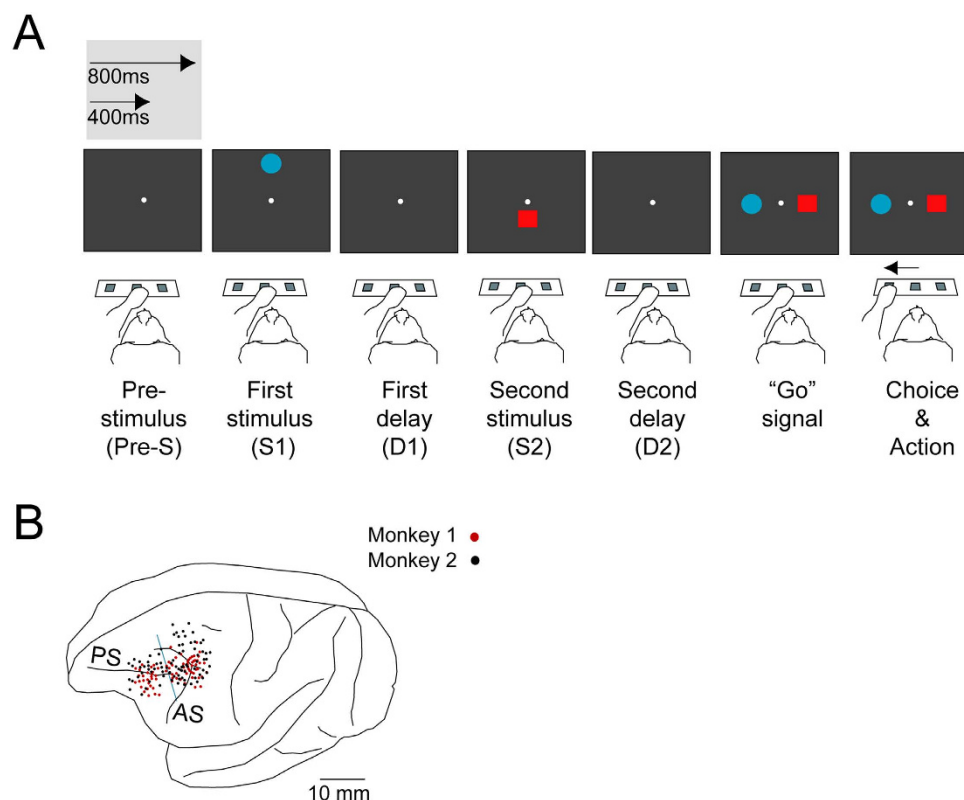 A
800ms
400ms
Pre-
stimulus
(Pre-S)
First
stimulus
(S1)
First
delay
(D1)
Second
stimulus
(S2)
Second
delay
(D2)
“Go”
signal
Choice
&
Action
B
Monkey 1
Monkey 2
PS
AS
10 mm